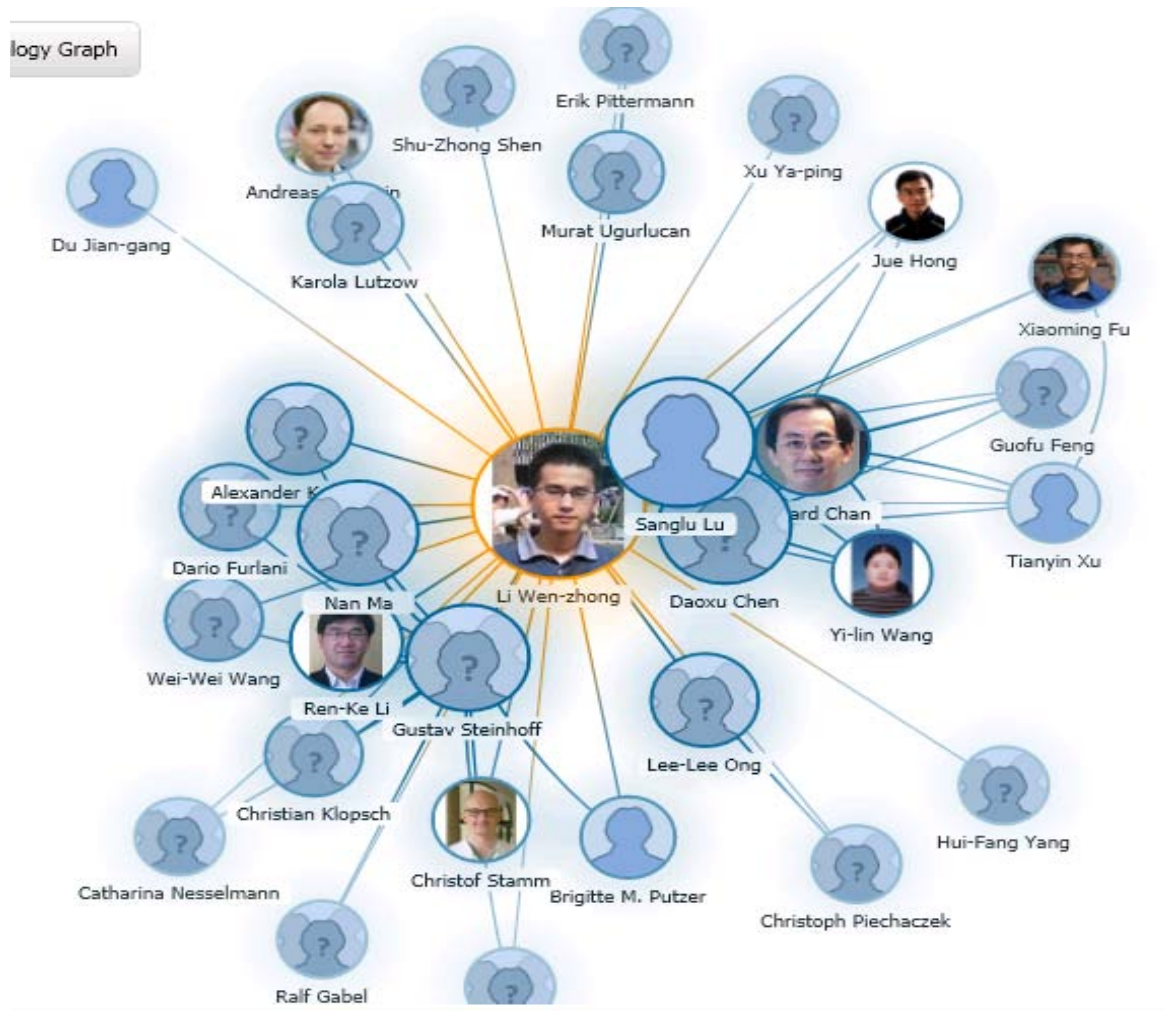 logy Graph
Erik Pittermann
Shu-Zhong Shen
Xu Ya-ping
Andreas
in
Murat Ugurlucan
Du Jian-gang
Jue Hong
Karola Lutzow
Xiaoming Fu
Guofu Feng
Alexander K
ard Chan
Sanglu Lu
Tianyin Xu
Dario Furlani
Li Wen-zhong
Daoxu Chen
Nan Ma
Yi-lin Wang
Wei-Wei Wang
Ren-Ke Li
Gustav Steinhoff
Lee-Lee Ong
Christian Klopsch
Hui-Fang Yang
Christof Stamm
Catharina Nesselmann
Brigitte M. Putzer
Christoph Piechaczek
Ralf Gabel